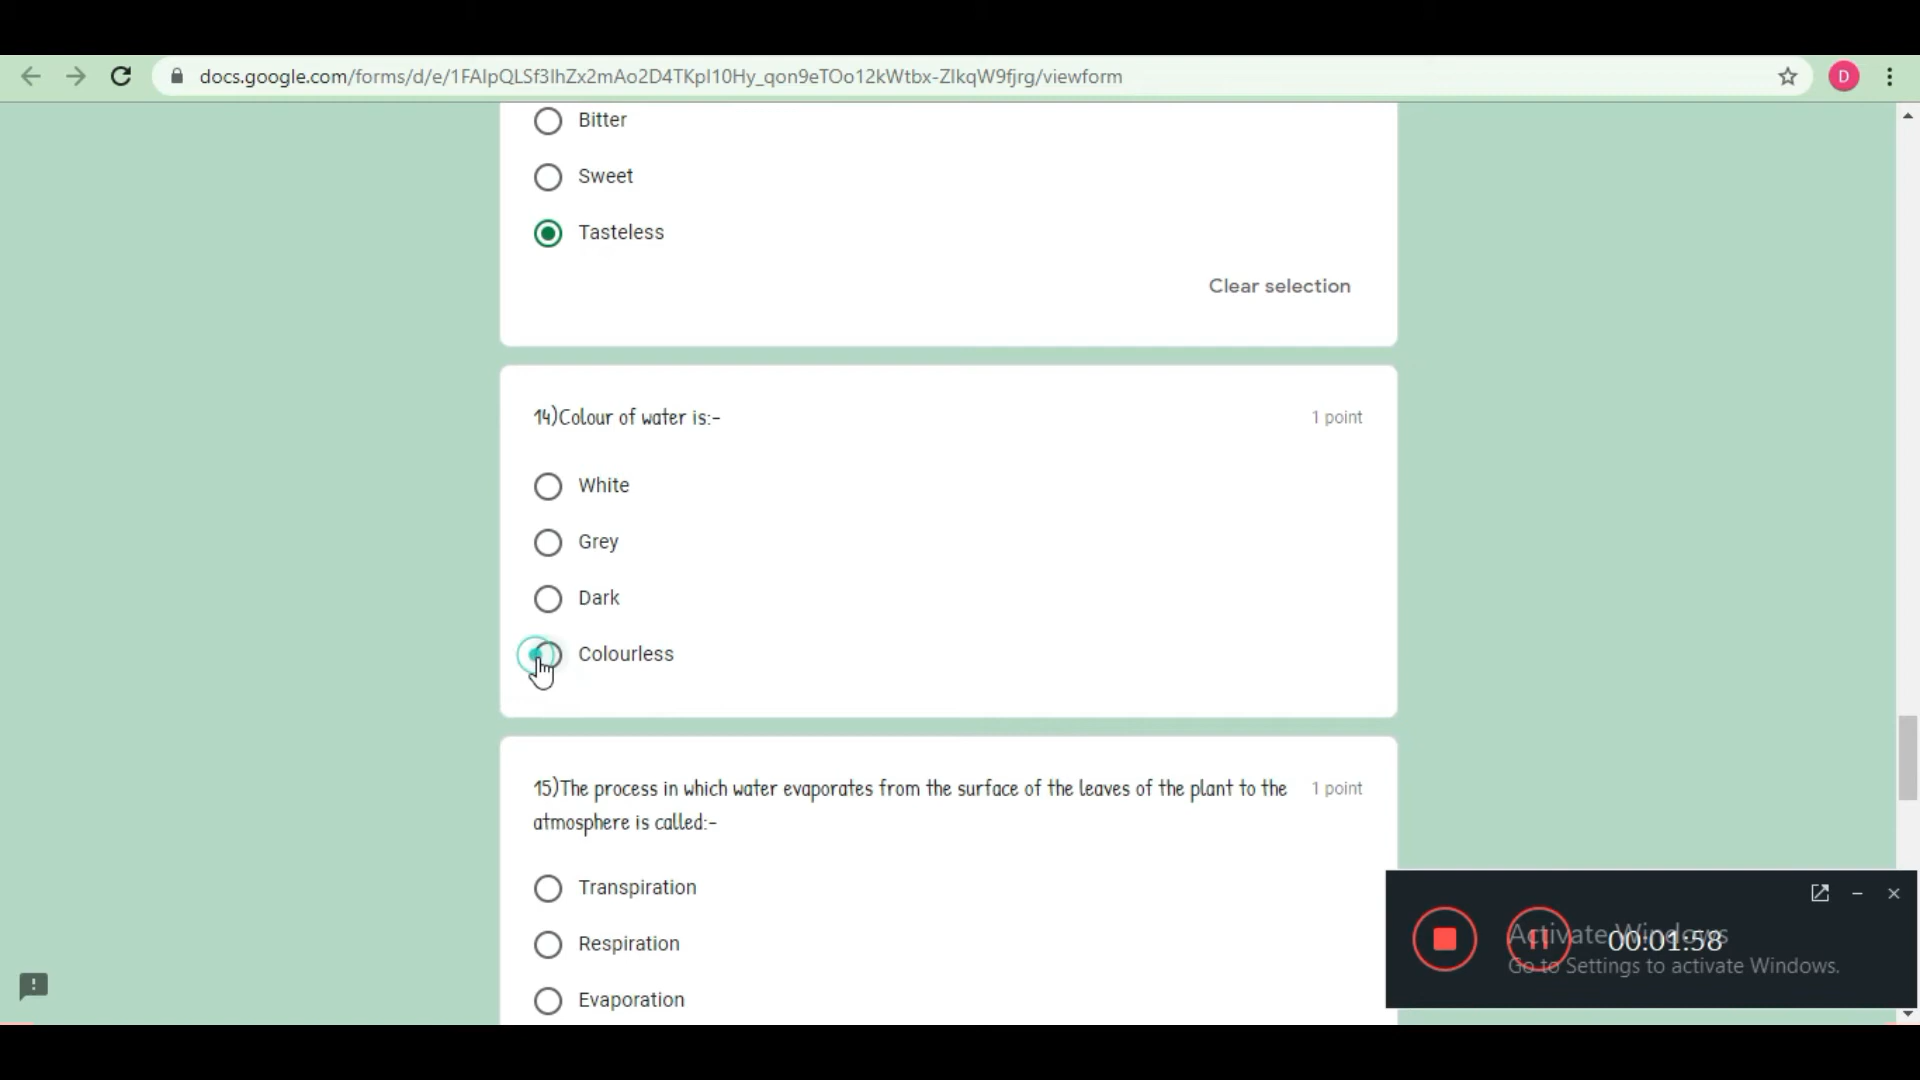 docs.google.com/forms/d/e/1FAIpQLSf3lhZx2mAo2D4TKpI10Hy_qon9eTOo12kWtbx-ZlkqW9fjrg/viewform
D
Bitter
Sweet
Tasteless
Clear selection
14)Colour of water is:-
1 point
White
Grey
Dark
Colourless
15)The process in which water evaporates from the surface of the leaves of the plant to the
1 point
atmosphere is called:-
Transpiration
Respiration
Evaporation
Activate Windows
00:01:58
Go to Settings to activate Windows.